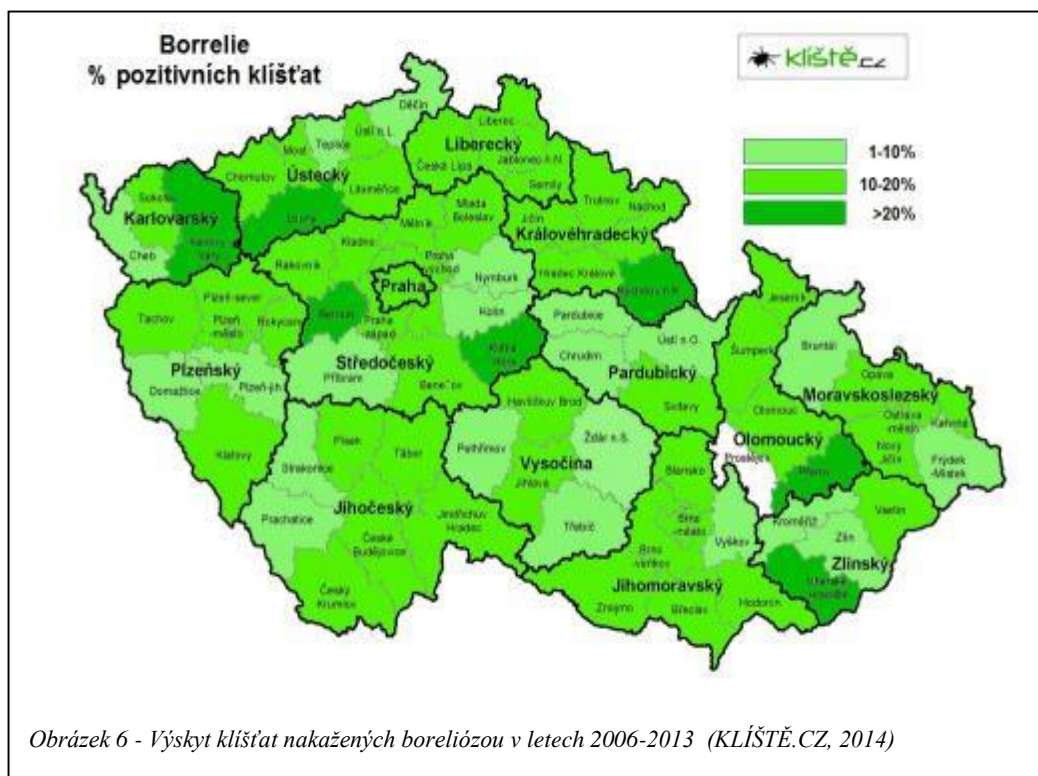 Borrelie
% pozitivních klíšťat
klíště.cz
1-10%
10-20%
>20%
Děčín
Ústí n.L.
Teplice
Most
Chomutov
Ústecký
Litoměřice
Louny
Liberec
Liberecký
Česká Lípa
Jablonec n.N.
Semily
Sokolov
Karlovarský
Karlovy
Vary
Cheb
Mělník
Mladá
Boleslav
Kladno
Rakovník
Praha
východ
Nymburk
Praha
Kolín
Beroun
Praha
-západ
Středočeský
Kutná
Hora
Příbram
Benešov
Trutnov
Náchod
Jičín
Královéhradecký
Hradec Králové
Rychnov n.K.
Tachov
Plzeň-sever
Plzeň
-město
Rokycany
Plzeňský
Domažlice
Plzeň-jih
Klatovy
Pardubice
Ústí n.O.
Chrudim
Pardubický
Svitavy
Jeseník
Šumperk
Olomouc
Olomoucký
Prostějov
Přerov
Bruntál
Opava
Moravskoslezský
Ostrava
-město
Karviná
Nový
Jičín
Frýdek
-Místek
Písek
Tábor
Strakonice
Prachatice
Jihočeský
Jindřichův
Hradec
České
Budějovice
Český
Krumlov
Havlíčkův Brod
Pelhřimov
Žďár n.S.
Vysočina
Jihlava
Třebíč
Blansko
Brno
-město
Vyškov
Brno
-venkov
Jihomoravský
Znojmo
Břeclav
Hodonín
Kroměříž
Vsetín
Zlín
Zlínský
Uherské
Hradiště
Obrázek 6 - Výskyt klíšťat nakažených boreliózou v letech 2006-2013 (KLÍŠTĚ.CZ, 2014)